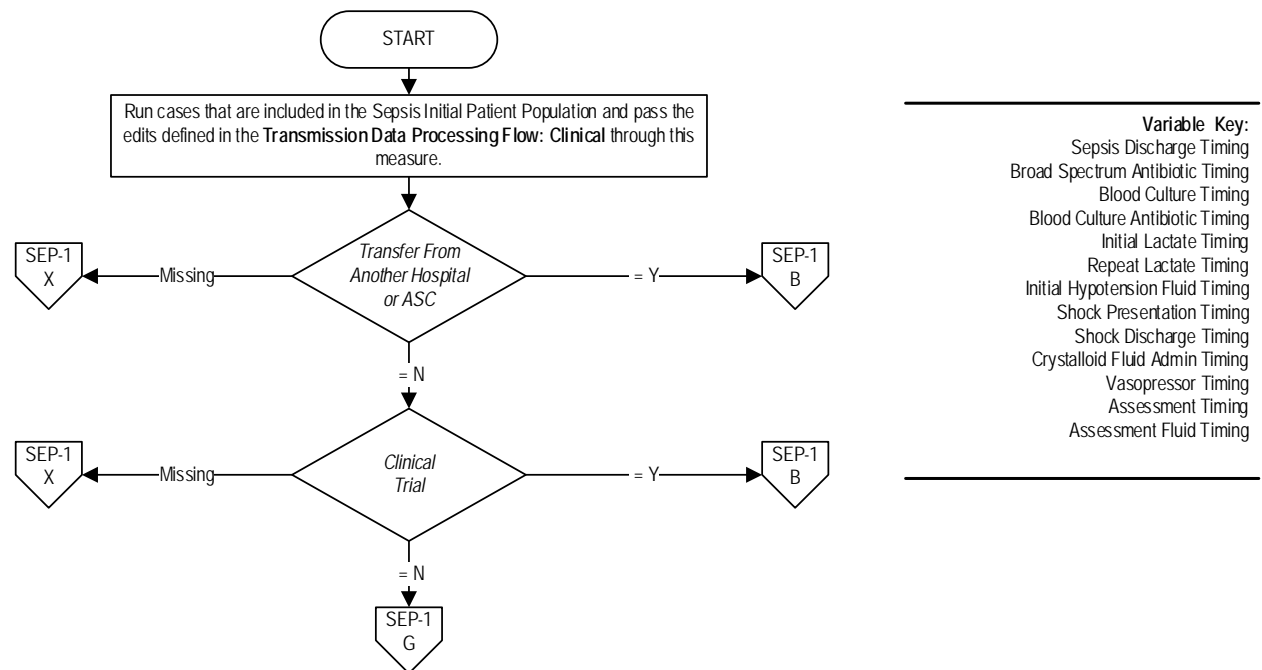 START
Run cases that are included in the Sepsis Initial Patient Population and pass the
edits defined in the Transmission Data Processing Flow: Clinical through this
measure.
Transfer From
Another Hospital
or ASC
Missing
SEP-1
X
= Y
SEP-1
B
= N
Clinical
Trial
Missing
SEP-1
X
= Y
SEP-1
B
= N
SEP-1
G
Variable Key:
Sepsis Discharge Timing
Broad Spectrum Antibiotic Timing
Blood Culture Timing
Blood Culture Antibiotic Timing
Initial Lactate Timing
Repeat Lactate Timing
Initial Hypotension Fluid Timing
Shock Presentation Timing
Shock Discharge Timing
Crystalloid Fluid Admin Timing
Vasopressor Timing
Assessment Timing
Assessment Fluid Timing